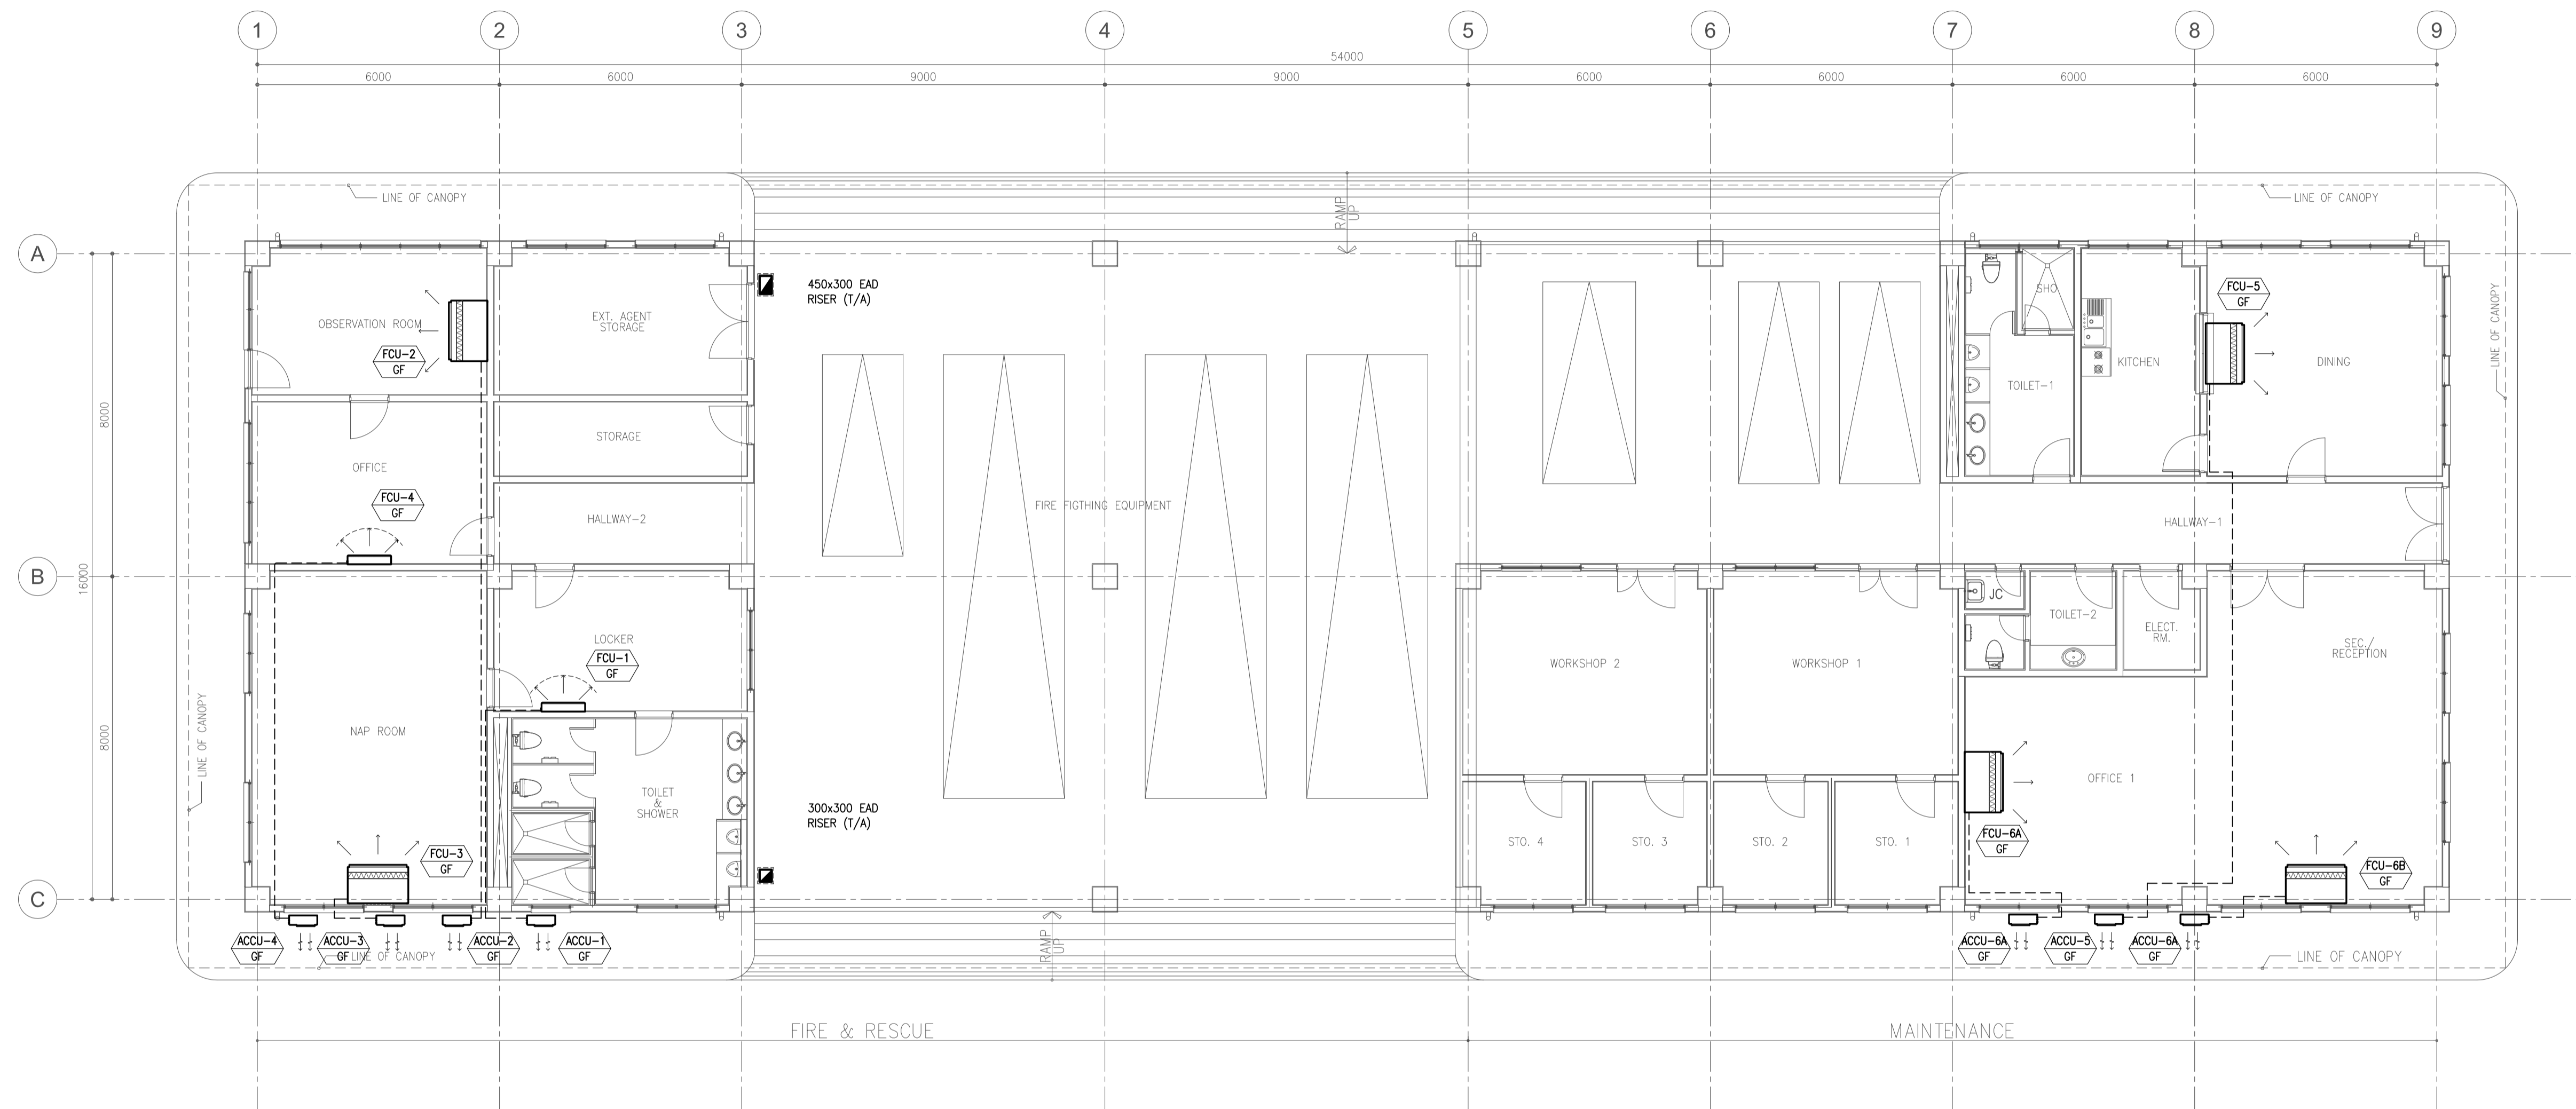 1
2
3
4
5
6
7
8
9
54000
6000
6000
9000
9000
6000
6000
6000
6000
LINE OF CANOPY
RAMP
UP
LINE OF CANOPY
A
450x300 EAD
RISER (T/A)
FCU-5
GF
LINE OF CANOPY
SHO
OBSERVATION ROOM
EXT. AGENT
STORAGE
FCU-2
GF
KITCHEN
DINING
TOILET-1
8000
STORAGE
OFFICE
FCU-4
GF
HALLWAY-2
FIRE FIGTHING EQUIPMENT
HALLWAY-1
B
16000
JC
TOILET-2
ELECT.
RM.
LOCKER
FCU-1
GF
WORKSHOP 2
WORKSHOP 1
SEC./
RECEPTION
LINE OF CANOPY
8000
NAP ROOM
OFFICE 1
TOILET
&
SHOWER
300x300 EAD
RISER (T/A)
FCU-3
GF
STO. 4
STO. 3
STO. 2
STO. 1
FCU-6A
GF
FCU-6B
GF
C
ACCU-4
GF
ACCU-3
GF
ACCU-2
GF
ACCU-1
GF
ACCU-6A
GF
ACCU-5
GF
ACCU-6A
GF
LINE OF CANOPY
RAMP
UP
LINE OF CANOPY
FIRE & RESCUE
MAINTENANCE